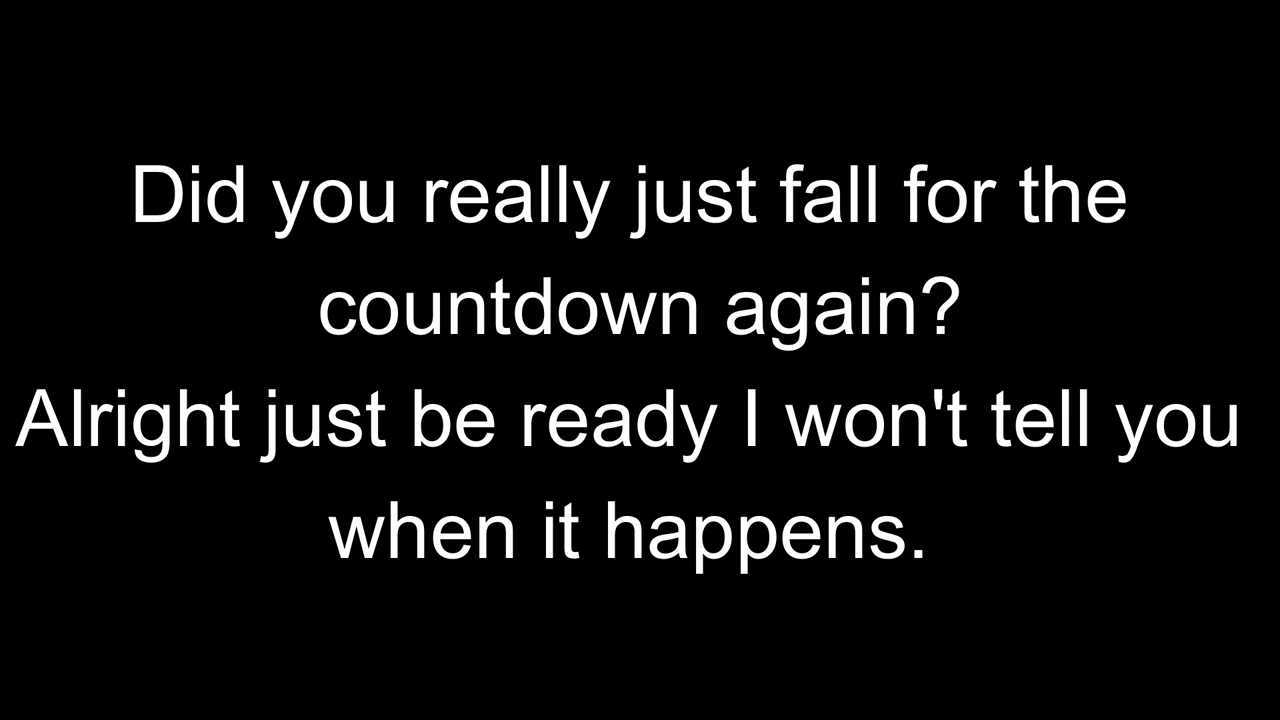 Did you really just fall for the
countdown again?
Alright just be ready I won't tell you
when it happens.